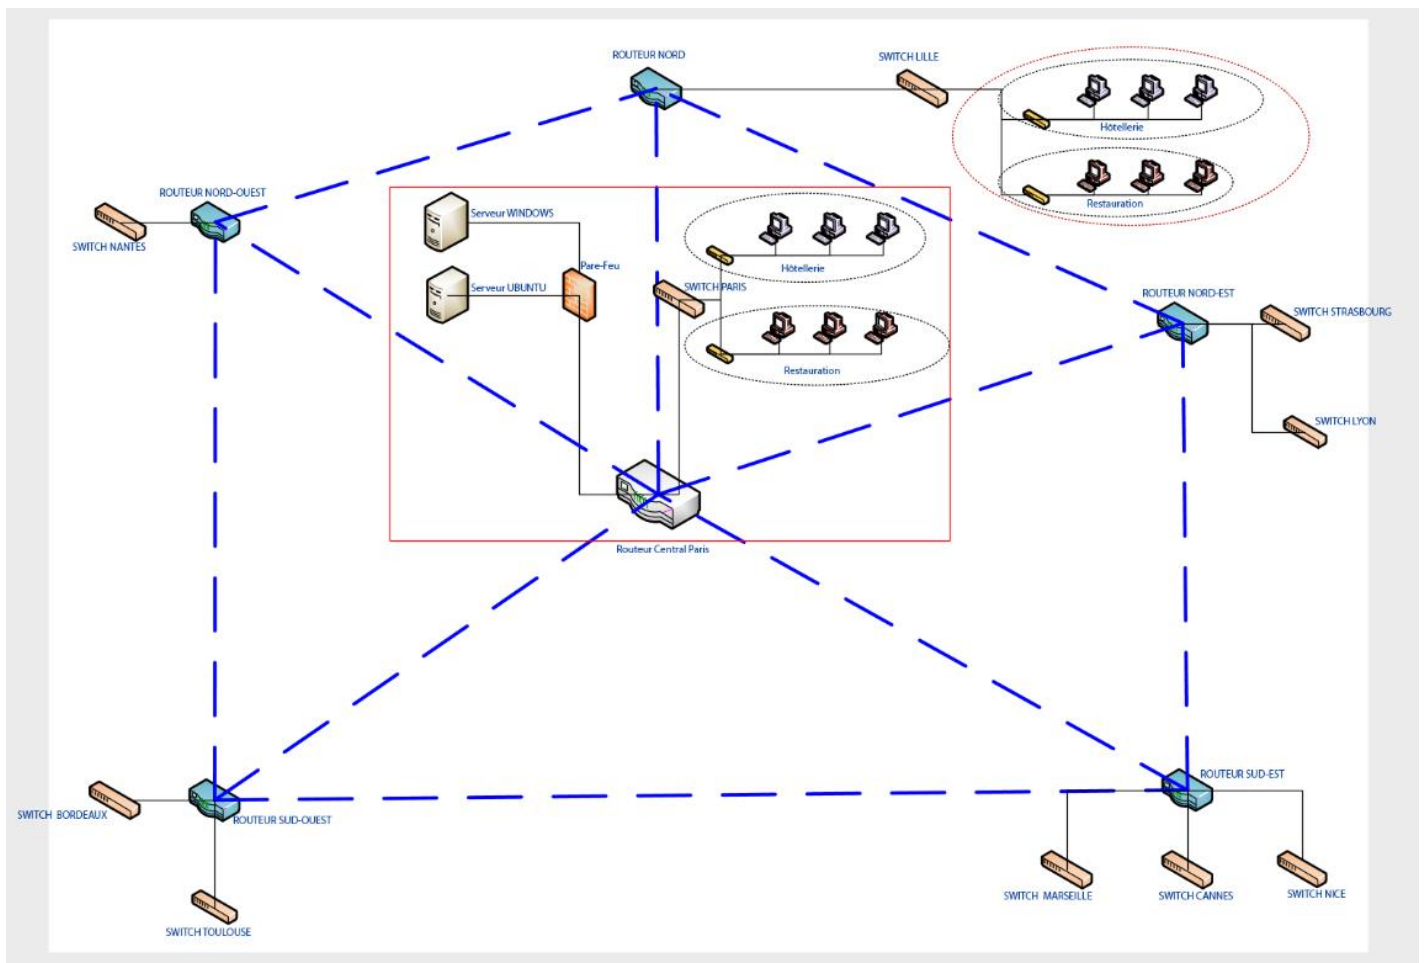 ROUTEUR NORD
SWITCH LILLE
Hôtellerie
Restauration
ROUTEUR NORD-OUEST
SWITCH NANTES
Serveur WINDOWS
Pare-Feu
Serveur UBUNTU
Hôtellerie
SWITCH PARIS
Restauration
ROUTEUR NORD-EST
SWITCH STRASBOURG
SWITCH LYON
Routeur Central Paris
SWITCH BORDEAUX
ROUTEUR SUD-OUEST
SWITCH TOULOUSE
ROUTEUR SUD-EST
SWITCH MARSEILLE
SWITCH CANNES
SWITCH NICE